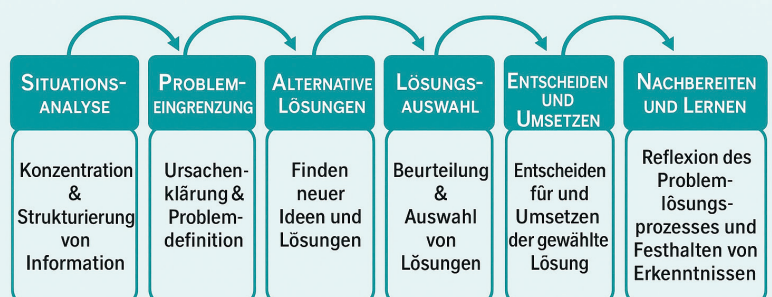 SITUATIONS-
ANALYSE
Konzentration
&
Strukturierung
von
Information
PROBLEM-
EINGRENZUNG
Ursachen-
klärung &
Problem-
definition
ALTERNATIVE
LÖSUNGEN
Finden
neuer
Ideen und
Lösungen
LÖSUNGS-
AUSWAHL
Beurteilung
&
Auswahl
von
Lösungen
ENTSCHEIDEN
UND
UMSETZEN
Entscheiden
für und
Umsetzen
der gewählte
Lösung
NACHBEREITEN
UND LERNEN
Reflexion des
Problem-
lôsungs-
prozesses und
Festhalten von
Erkenntnissen